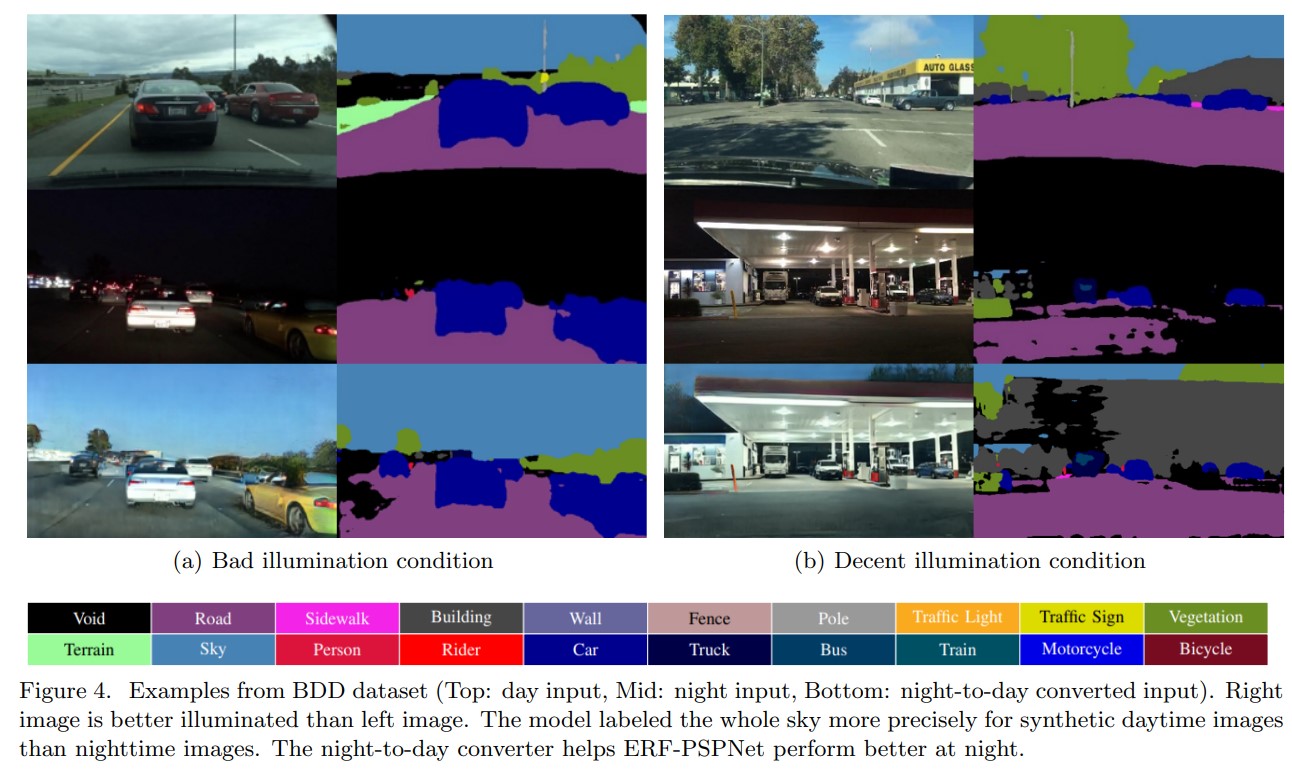 AUTO GLASS
(a) Bad illumination condition
(b) Decent illumination condition
Void Road Sidewalk Building Wall Fence Pole Traffic Light Traffic Sign Vegetation
Terrain Sky Person Rider Car Truck Bus Train Motorcycle Bicycle
Figure 4. Examples from BDD dataset (Top: day input, Mid: night input, Bottom: night-to-day converted input). Right
image is better illuminated than left image. The model labeled the whole sky more precisely for synthetic daytime images
than nighttime images. The night-to-day converter helps ERF-PSPNet perform better at night.